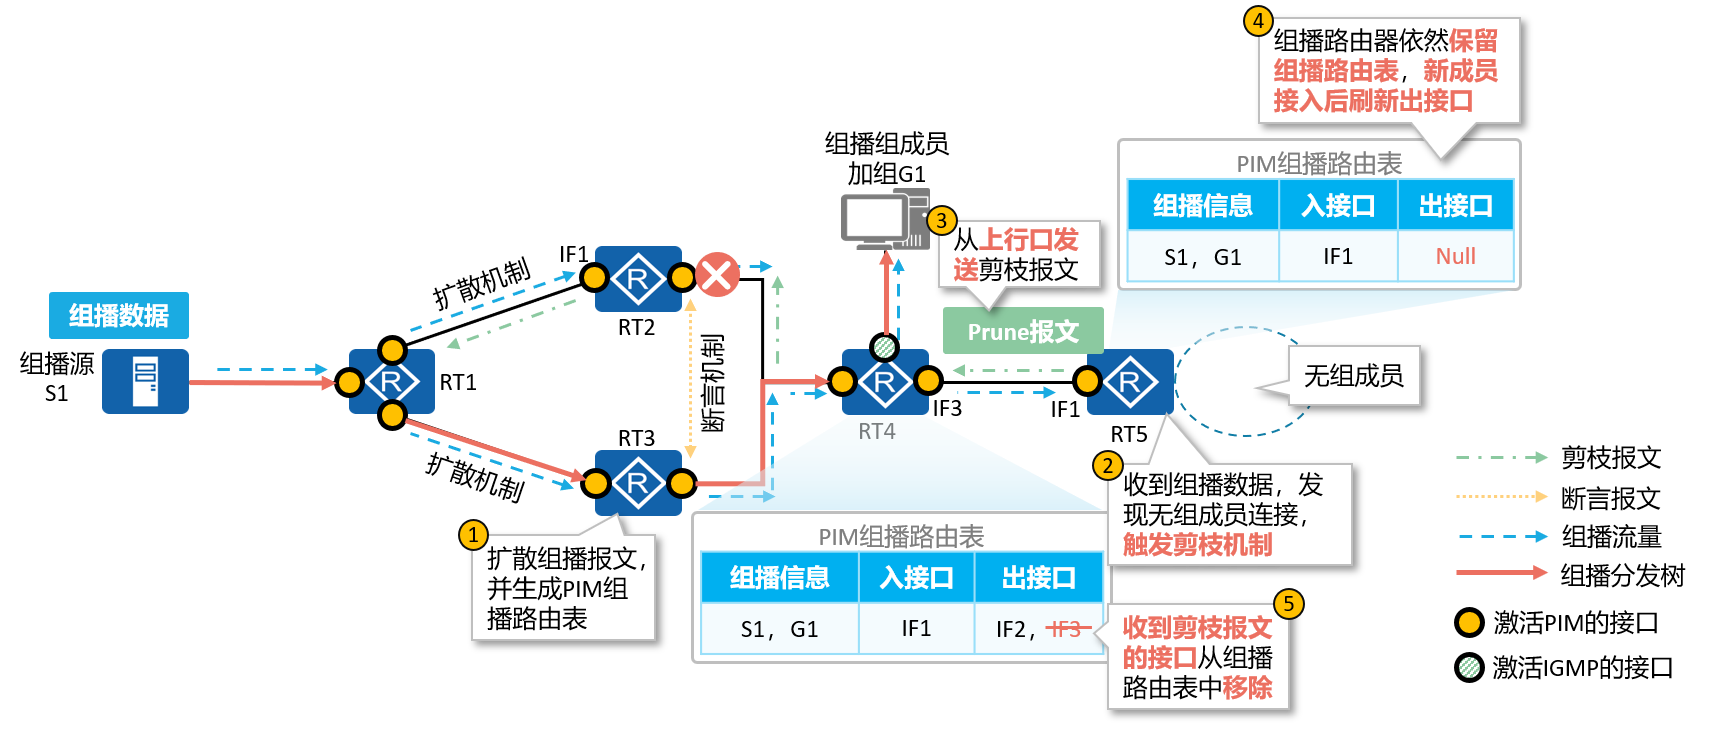 4
组播路由器依然保留
组播路由表，新成员
接入后刷新出接口
PIM组播路由表
组播信息
入接口
出接口
S1，G1
IF1
Null
组播组成员
加组G1
3
从上行口发
送剪枝报文
Prune报文
组播数据
组播源
S1
RT1
扩散机制
IF1
R
RT2
断言机制
扩散机制
RT3
R
R
R
IF3
RT4
IF1
R
RT5
无组成员
1
扩散组播报文，
并生成PIM组
播路由表
2
收到组播数据，发
现无组成员连接，
触发剪枝机制
PIM组播路由表
组播信息
入接口
出接口
S1，G1
IF1
IF2，IF3
5
收到剪枝报文
的接口从组播
路由表中移除
剪枝报文
断言报文
组播流量
组播分发树
激活PIM的接口
激活IGMP的接口